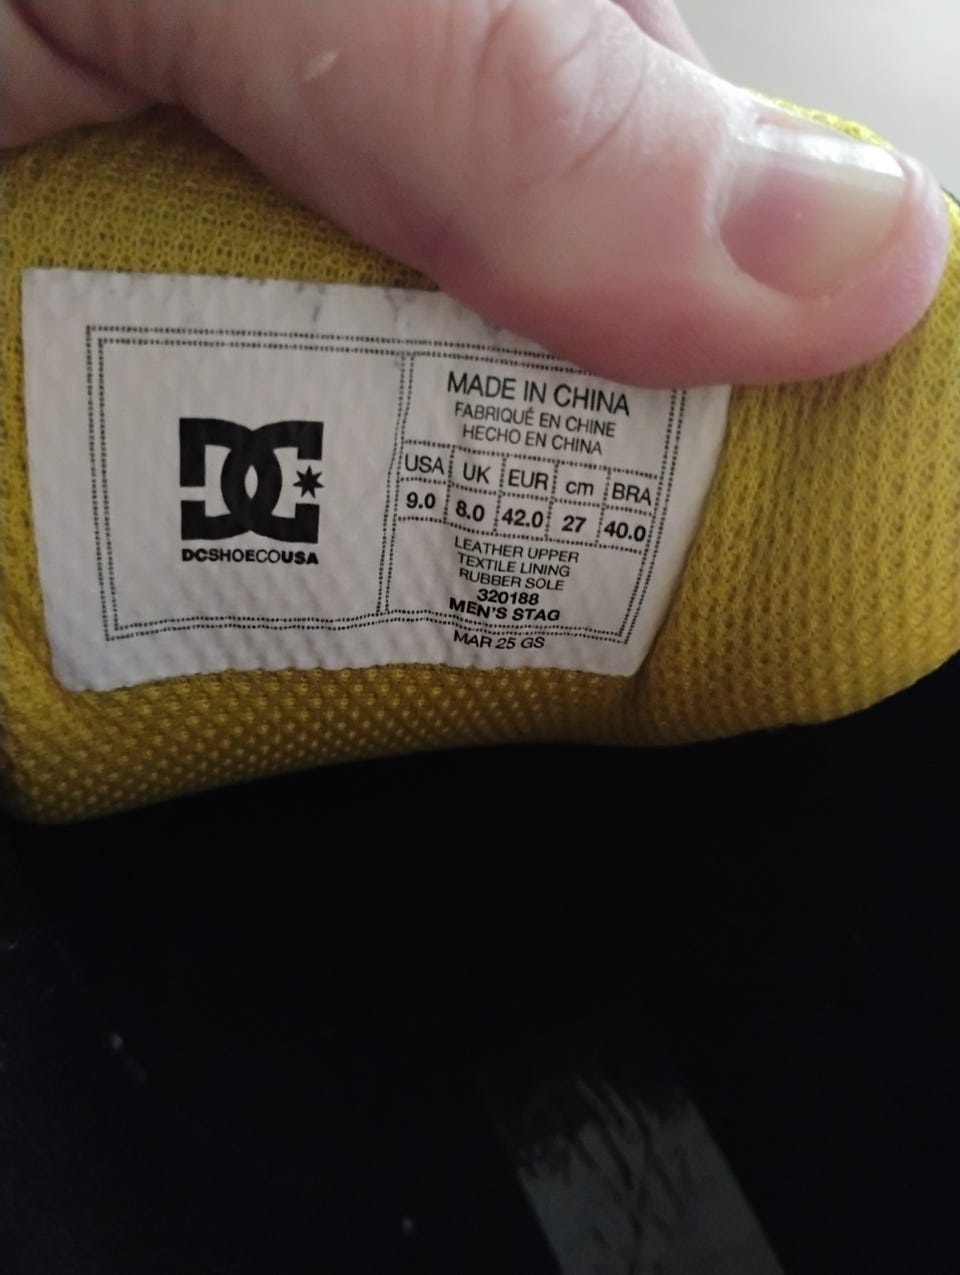 DC
DCSHOECOUSA
MADE IN CHINA
FABRIQUÉ EN CHINE
HECHO EN CHINA
USA UK EUR cm BRA
9.0 8.0 42.0 27 40.0
LEATHER UPPER
TEXTILE LINING
RUBBER SOLE
320188
MEN'S STAG
MAR 25 GS